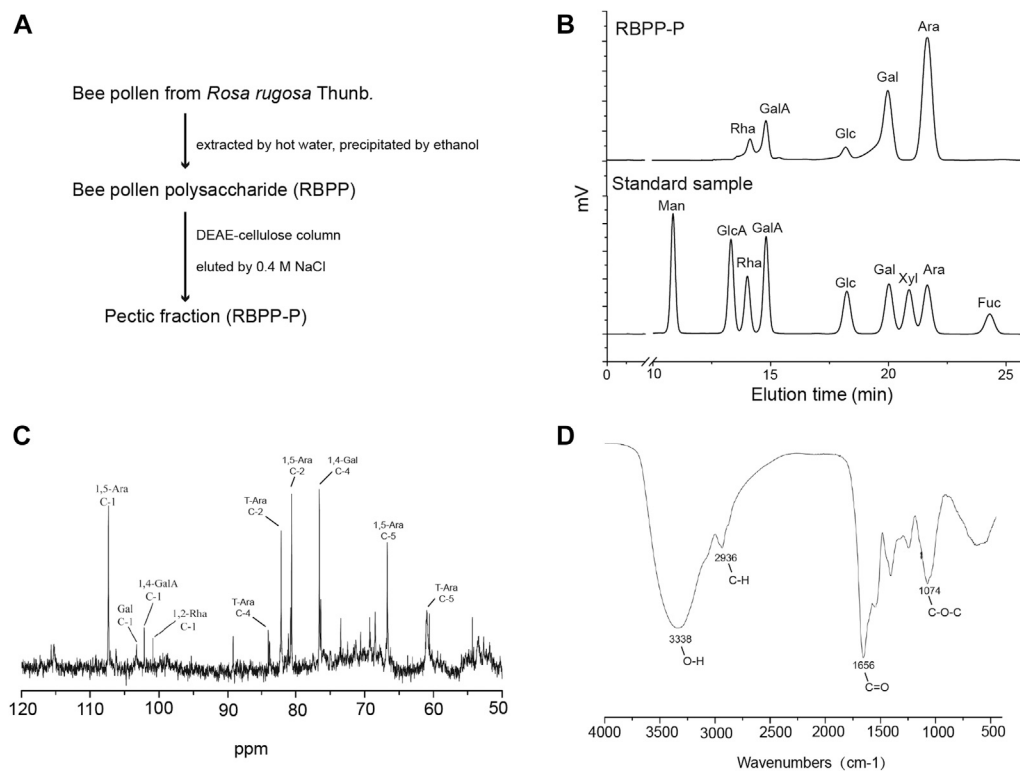 A
Bee pollen from Rosa rugosa Thunb.
extracted by hot water, precipitated by ethanol
Bee pollen polysaccharide (RBPP)
DEAE-cellulose column
eluted by 0.4 M NaCl
Pectic fraction (RBPP-P)
B
RBPP-P
Rha
GalA
Glc
Gal
Ara
Standard sample
Man
GlcA
Rha
GalA
Glc
Gal
Xyl
Ara
Fuc
mV
0 10 15 20 25
Elution time (min)
C
1,5-Ara
C-1
Gal
C-1
1,4-GalA
C-1
1,2-Rha
C-1
T-Ara
C-4
T-Ara
C-2
1,5-Ara
C-2
1,4-Gal
C-4
1,5-Ara
C-5
T-Ara
C-5
120 110 100 90 80 70 60 50
ppm
D
3338
O-H
2936
C-H
1656
C=O
1074
C-O-C
4000 3500 3000 2500 2000 1500 1000 500
Wavenumbers (cm-1)